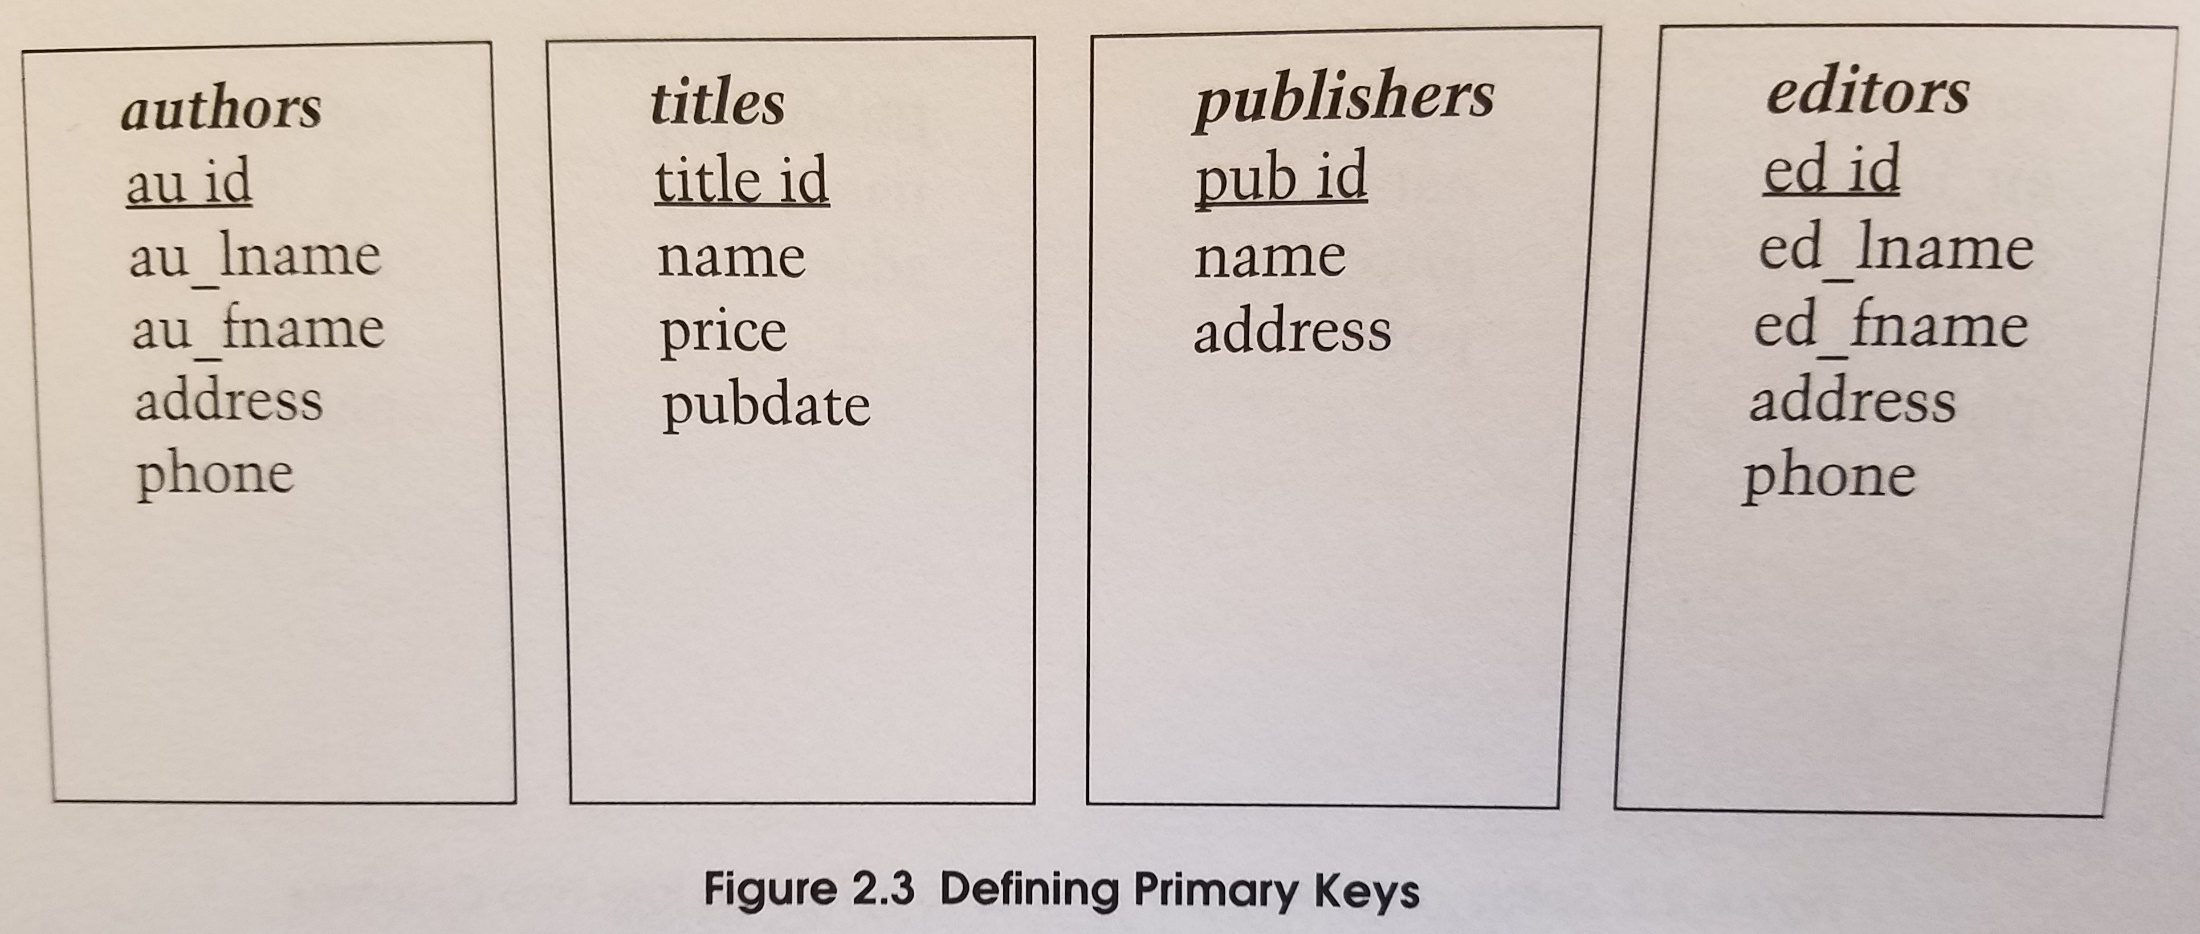 authors
au id
au_lname
au_fname
address
phone
titles
title id
name
price
pubdate
publishers
pub id
name
address
editors
ed id
ed_lname
ed_fname
address
phone
Figure 2.3 Defining Primary Keys